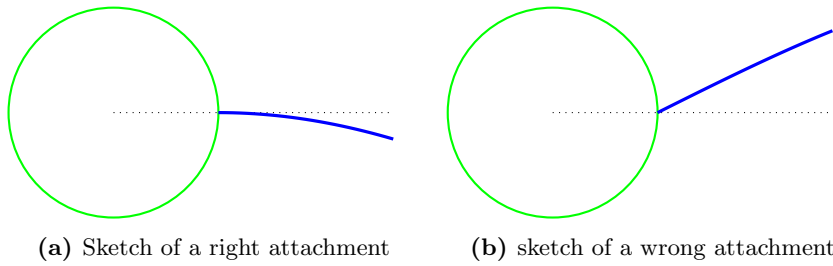 (a) Sketch of a right attachment
(b) sketch of a wrong attachment